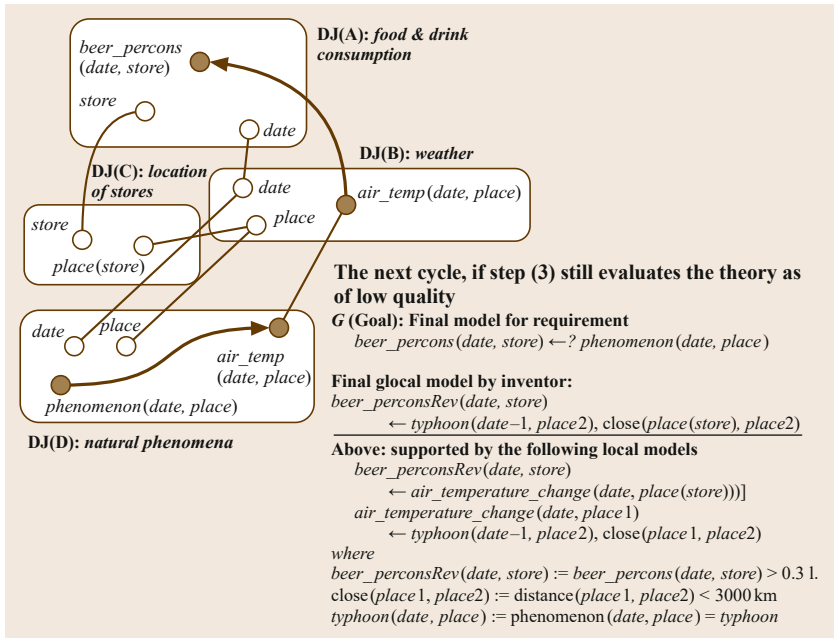 beer_percons
(date, store)
DJ(A): food & drink
consumption
store
date
DJ(B): weather
DJ(C): location
of stores
date
air_temp(date, place)
place
store
place(store)
date
place
air_temp
(date, place)
phenomenon(date, place)
DJ(D): natural phenomena
The next cycle, if step (3) still evaluates the theory as
of low quality
G (Goal): Final model for requirement
beer_percons(date, store) ←? phenomenon(date, place)
Final glocal model by inventor:
beer_perconsRev(date, store)
← typhoon(date–1, place2), close(place(store), place2)
Above: supported by the following local models
beer_perconsRev(date, store)
← air_temperature_change(date, place(store)))]
air_temperature_change(date, place1)
← typhoon(date–1, place2), close(place1, place2)
where
beer_perconsRev(date, store) := beer_percons(date, store) > 0.3 l.
close(place1, place2) := distance(place1, place2) < 3000 km
typhoon(date, place) := phenomenon(date, place) = typhoon